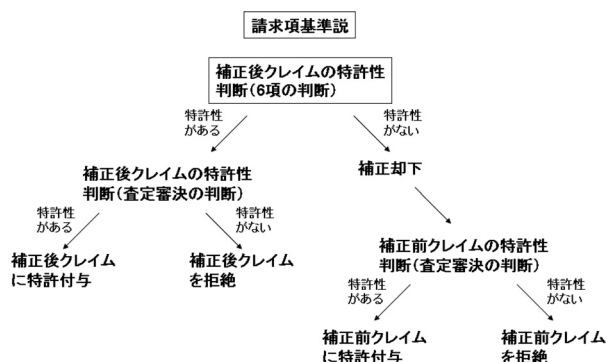 請求項基準説
補正後クレイムの特許性
判断(6項の判断)
特許性
がある
特許性
がない
補正後クレイムの特許性
判断(査定審決の判断)
補正却下
特許性
がある
特許性
がない
補正後クレイム
に特許付与
補正後クレイム
を拒絶
補正前クレイムの特許性
判断(査定審決の判断)
特許性
がある
特許性
がない
補正前クレイム
に特許付与
補正前クレイム
を拒絶